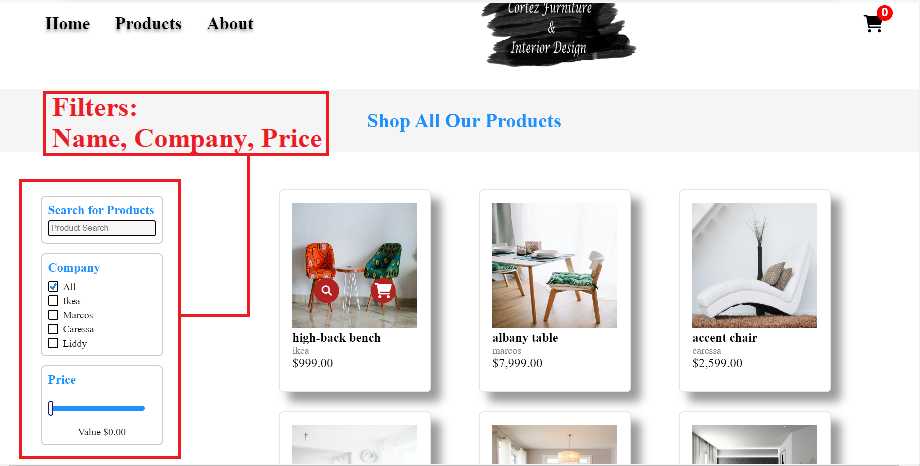 Home Products About
Cortez Furniture
&
Interior Design
0
Filters:
Name, Company, Price
Shop All Our Products
Search for Products
Product Search
Company
All
Ikea
Marcos
Caressa
Liddy
Price
Value $0.00
high-back bench
ikea
$999.00
albany table
marcos
$7,999.00
accent chair
caressa
$2,599.00